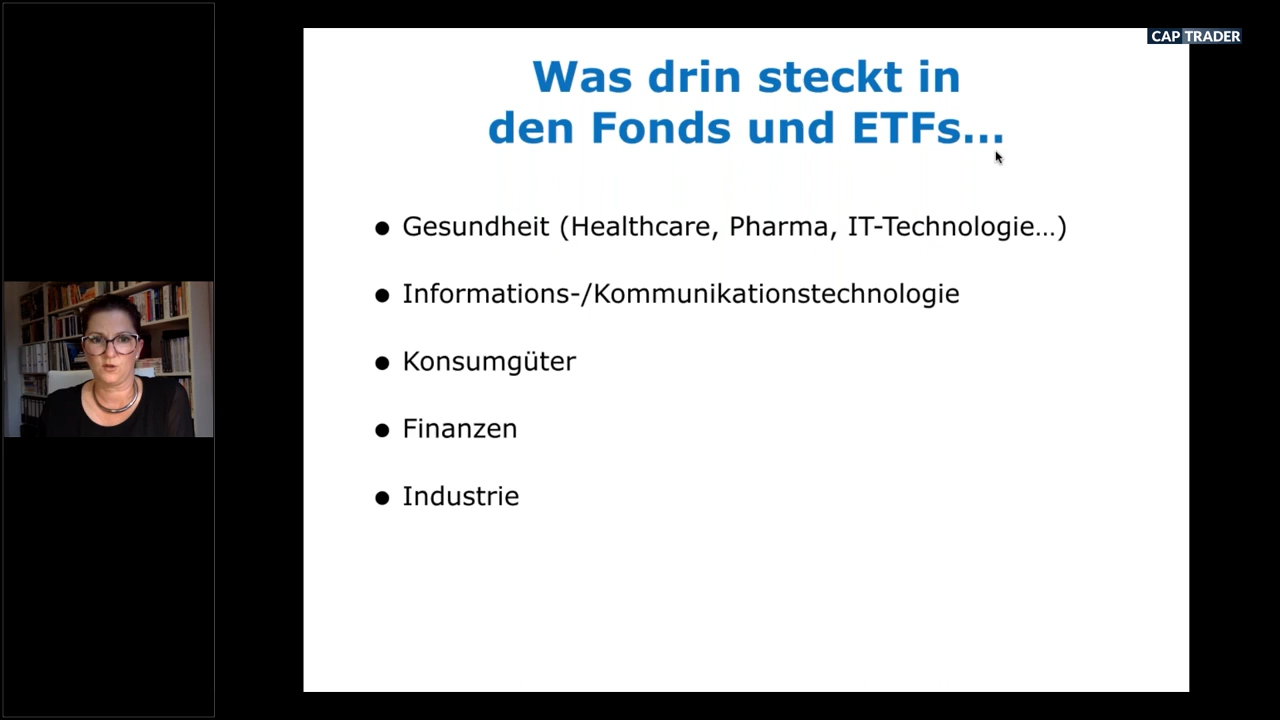 CAP TRADER
Was drin steckt in
den Fonds und ETFs...
● Gesundheit (Healthcare, Pharma, IT-Technologie...)
● Informations-/Kommunikationstechnologie
● Konsumgüter
● Finanzen
● Industrie